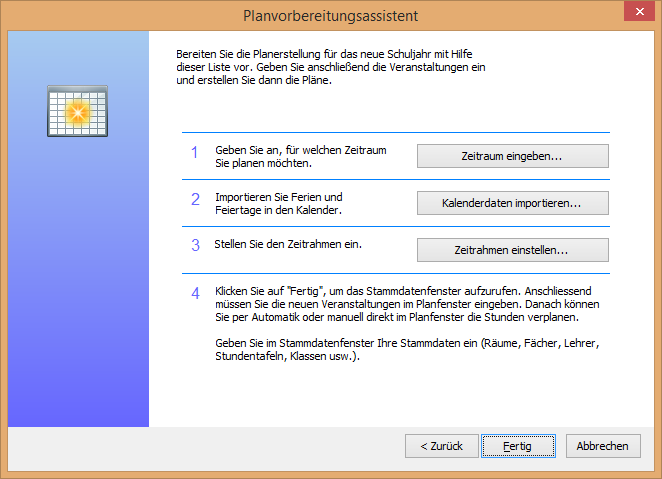 Planvorbereitungsassistent
Bereiten Sie die Planerstellung für das neue Schuljahr mit Hilfe
dieser Liste vor. Geben Sie anschließend die Veranstaltungen ein
und erstellen Sie dann die Pläne.
1 Geben Sie an, für welchen Zeitraum
Sie planen möchten.
Zeitraum eingeben...
2 Importieren Sie Ferien und
Feiertage in den Kalender.
Kalenderdaten importieren...
3 Stellen Sie den Zeitrahmen ein.
Zeitrahmen einstellen...
4 Klicken Sie auf "Fertig", um das Stammdatenfenster aufzurufen. Anschliessend
müssen Sie die neuen Veranstaltungen im Planfenster eingeben. Danach können
Sie per Automatik oder manuell direkt im Planfenster die Stunden verplanen.
Geben Sie im Stammdatenfenster Ihre Stammdaten ein (Räume, Fächer, Lehrer,
Stundentafeln, Klassen usw.).
< Zurück Fertig Abbrechen